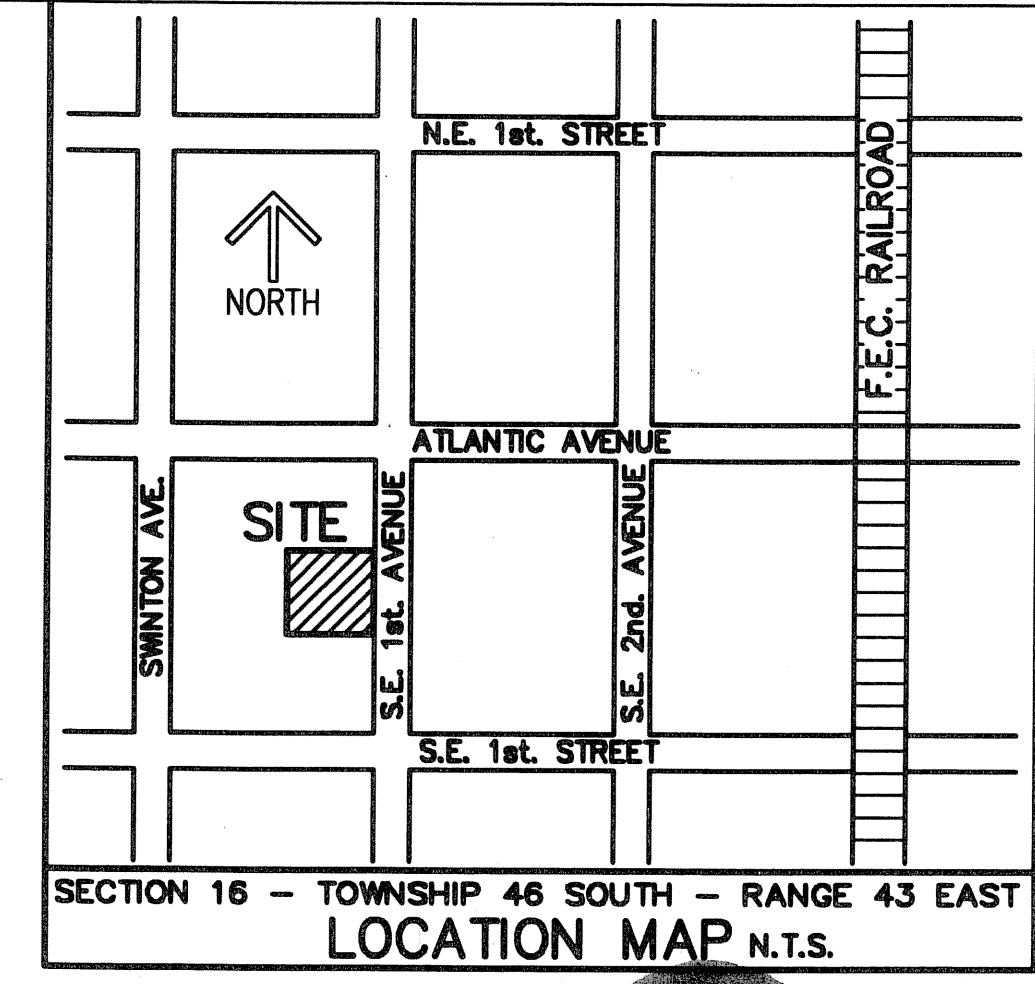 N.E. 1st. STREET
F.E.C. RAILROAD
NORTH
ATLANTIC AVENUE
SWINTON AVE.
SITE
S.E. 1st. AVENUE
S.E. 2nd. AVENUE
S.E. 1st. STREET
SECTION 16 – TOWNSHIP 46 SOUTH – RANGE 43 EAST
LOCATION MAP N.T.S.